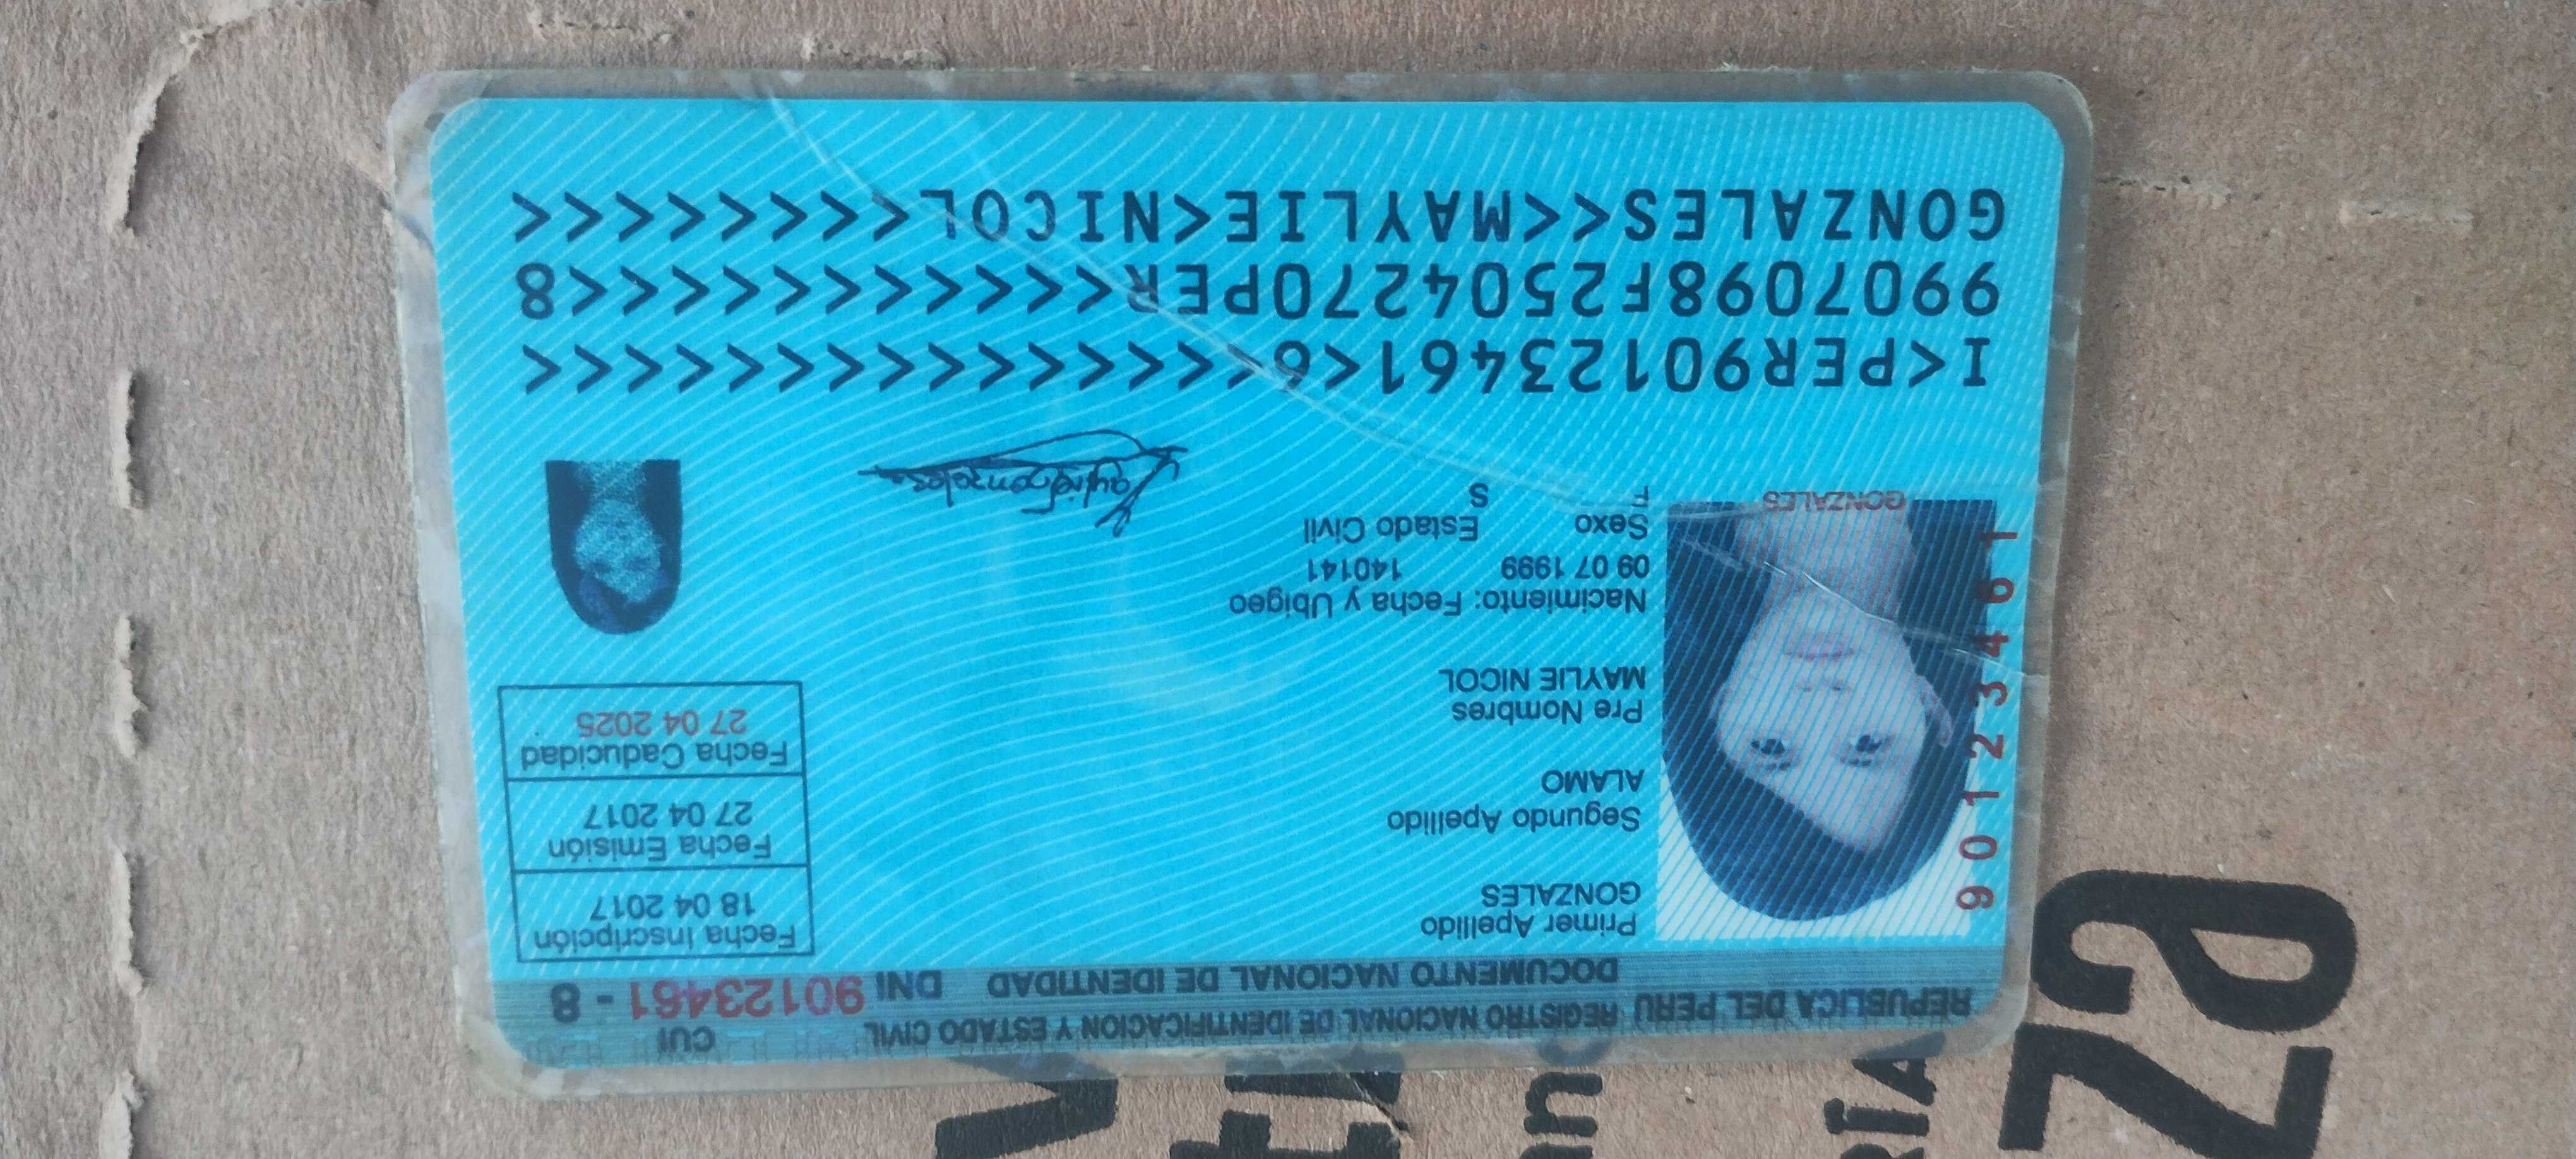 REPUBLICA DEL PERU REGISTRO NACIONAL DE IDENTIFICACION Y ESTADO CIVIL
CUI
DOCUMENTO NACIONAL DE IDENTIDAD DNI 90123461 - 8
Primer Apellido
GONZALES
Segundo Apellido
ALAMO
Pre Nombres
MAYLIE NICOL
Nacimiento: Fecha y Ubigeo
09 07 1999 140141
Sexo Estado Civil
F S
Fecha Inscripción
18 04 2017
Fecha Emisión
27 04 2017
Fecha Caducidad
27 04 2025
90123461
GONZALES
I<PER90123461<6<<<<<<<<<<<<<<<
9907098F2504270PER<<<<<<<<<<<8
GONZALES<<MAYLIE<NICOL<<<<<<<<
za